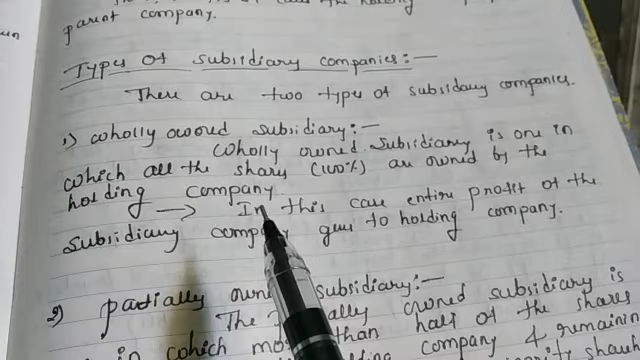 parent company.
Types of subsidiary companies:-
There are two types of subsidary companies.
1) Wholly owned subsidiary:-
Wholly owned subsidiary is one in
which all the shares (100%) are owned by the
holding company.
→ In this case entire profit of the
subsidiary company goes to holding company.
2) partially owned subsidiary:-
The owned subsidiary is
in which more than half of the shares
company & remaining